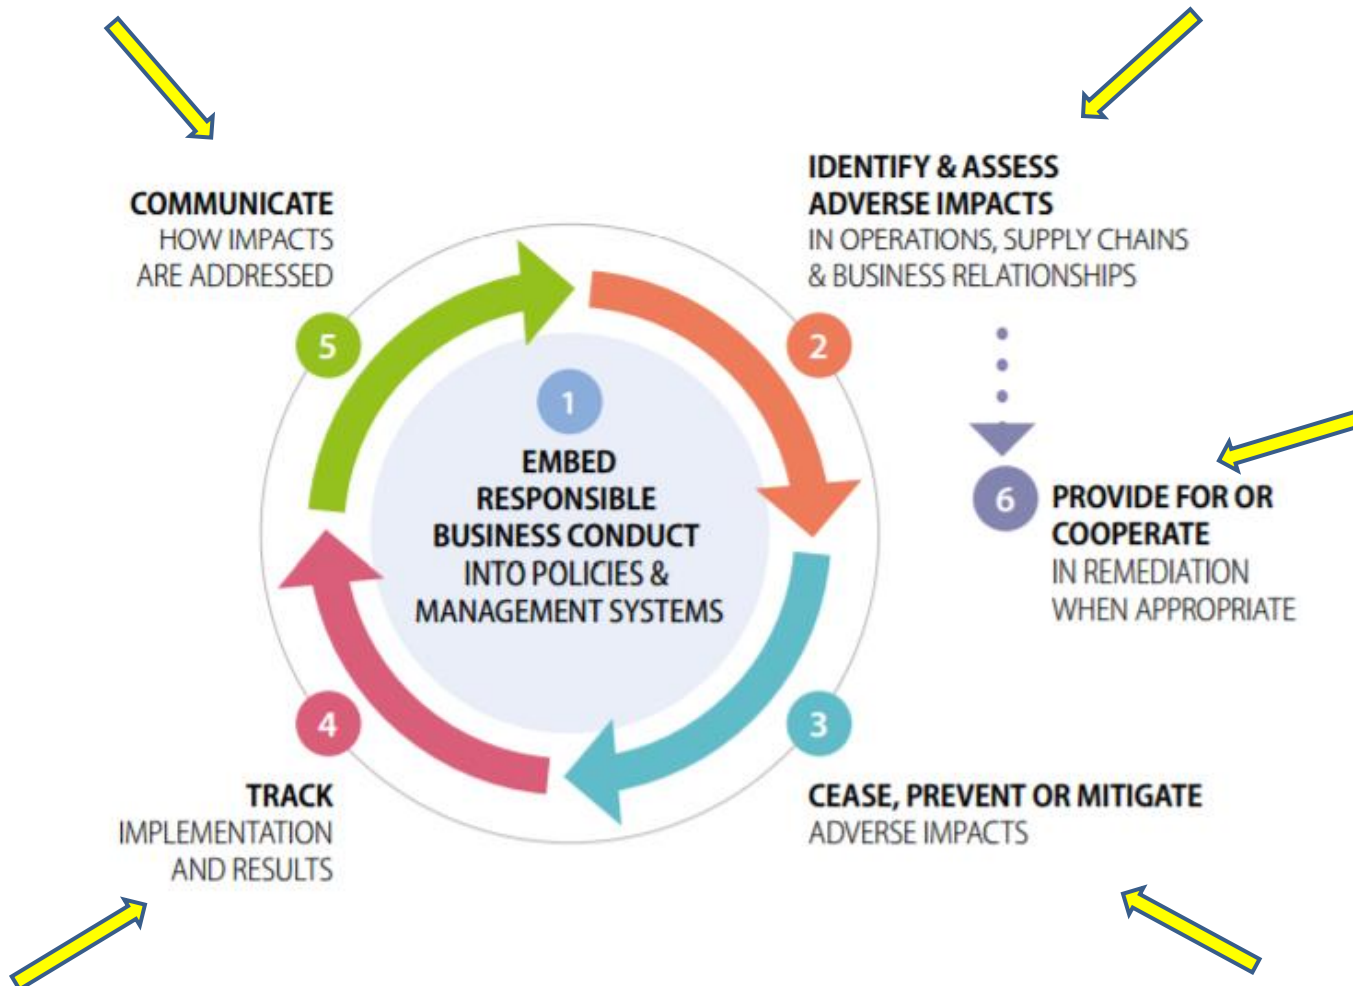 COMMUNICATE
HOW IMPACTS
ARE ADDRESSED
5
IDENTIFY & ASSESS
ADVERSE IMPACTS
IN OPERATIONS, SUPPLY CHAINS
& BUSINESS RELATIONSHIPS
2
1
EMBED
RESPONSIBLE
BUSINESS CONDUCT
INTO POLICIES &
MANAGEMENT SYSTEMS
6
PROVIDE FOR OR
COOPERATE
IN REMEDIATION
WHEN APPROPRIATE
4
TRACK
IMPLEMENTATION
AND RESULTS
3
CEASE, PREVENT OR MITIGATE
ADVERSE IMPACTS